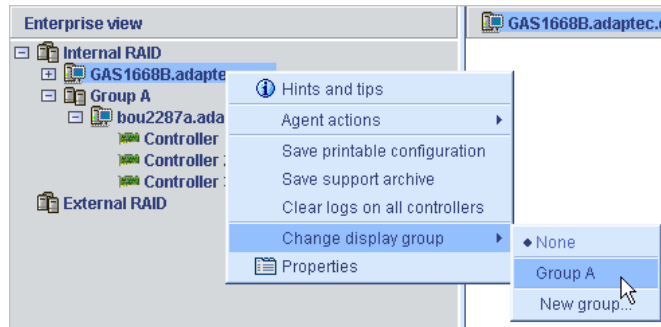 Enterprise view
GAS1668B.adaptec.
Internal RAID
GAS1668B.adapte
Group A
bou2287a.ada
Controller
Controller
Controller
External RAID
Hints and tips
Agent actions
Save printable configuration
Save support archive
Clear logs on all controllers
Change display group
Properties
None
Group A
New group...